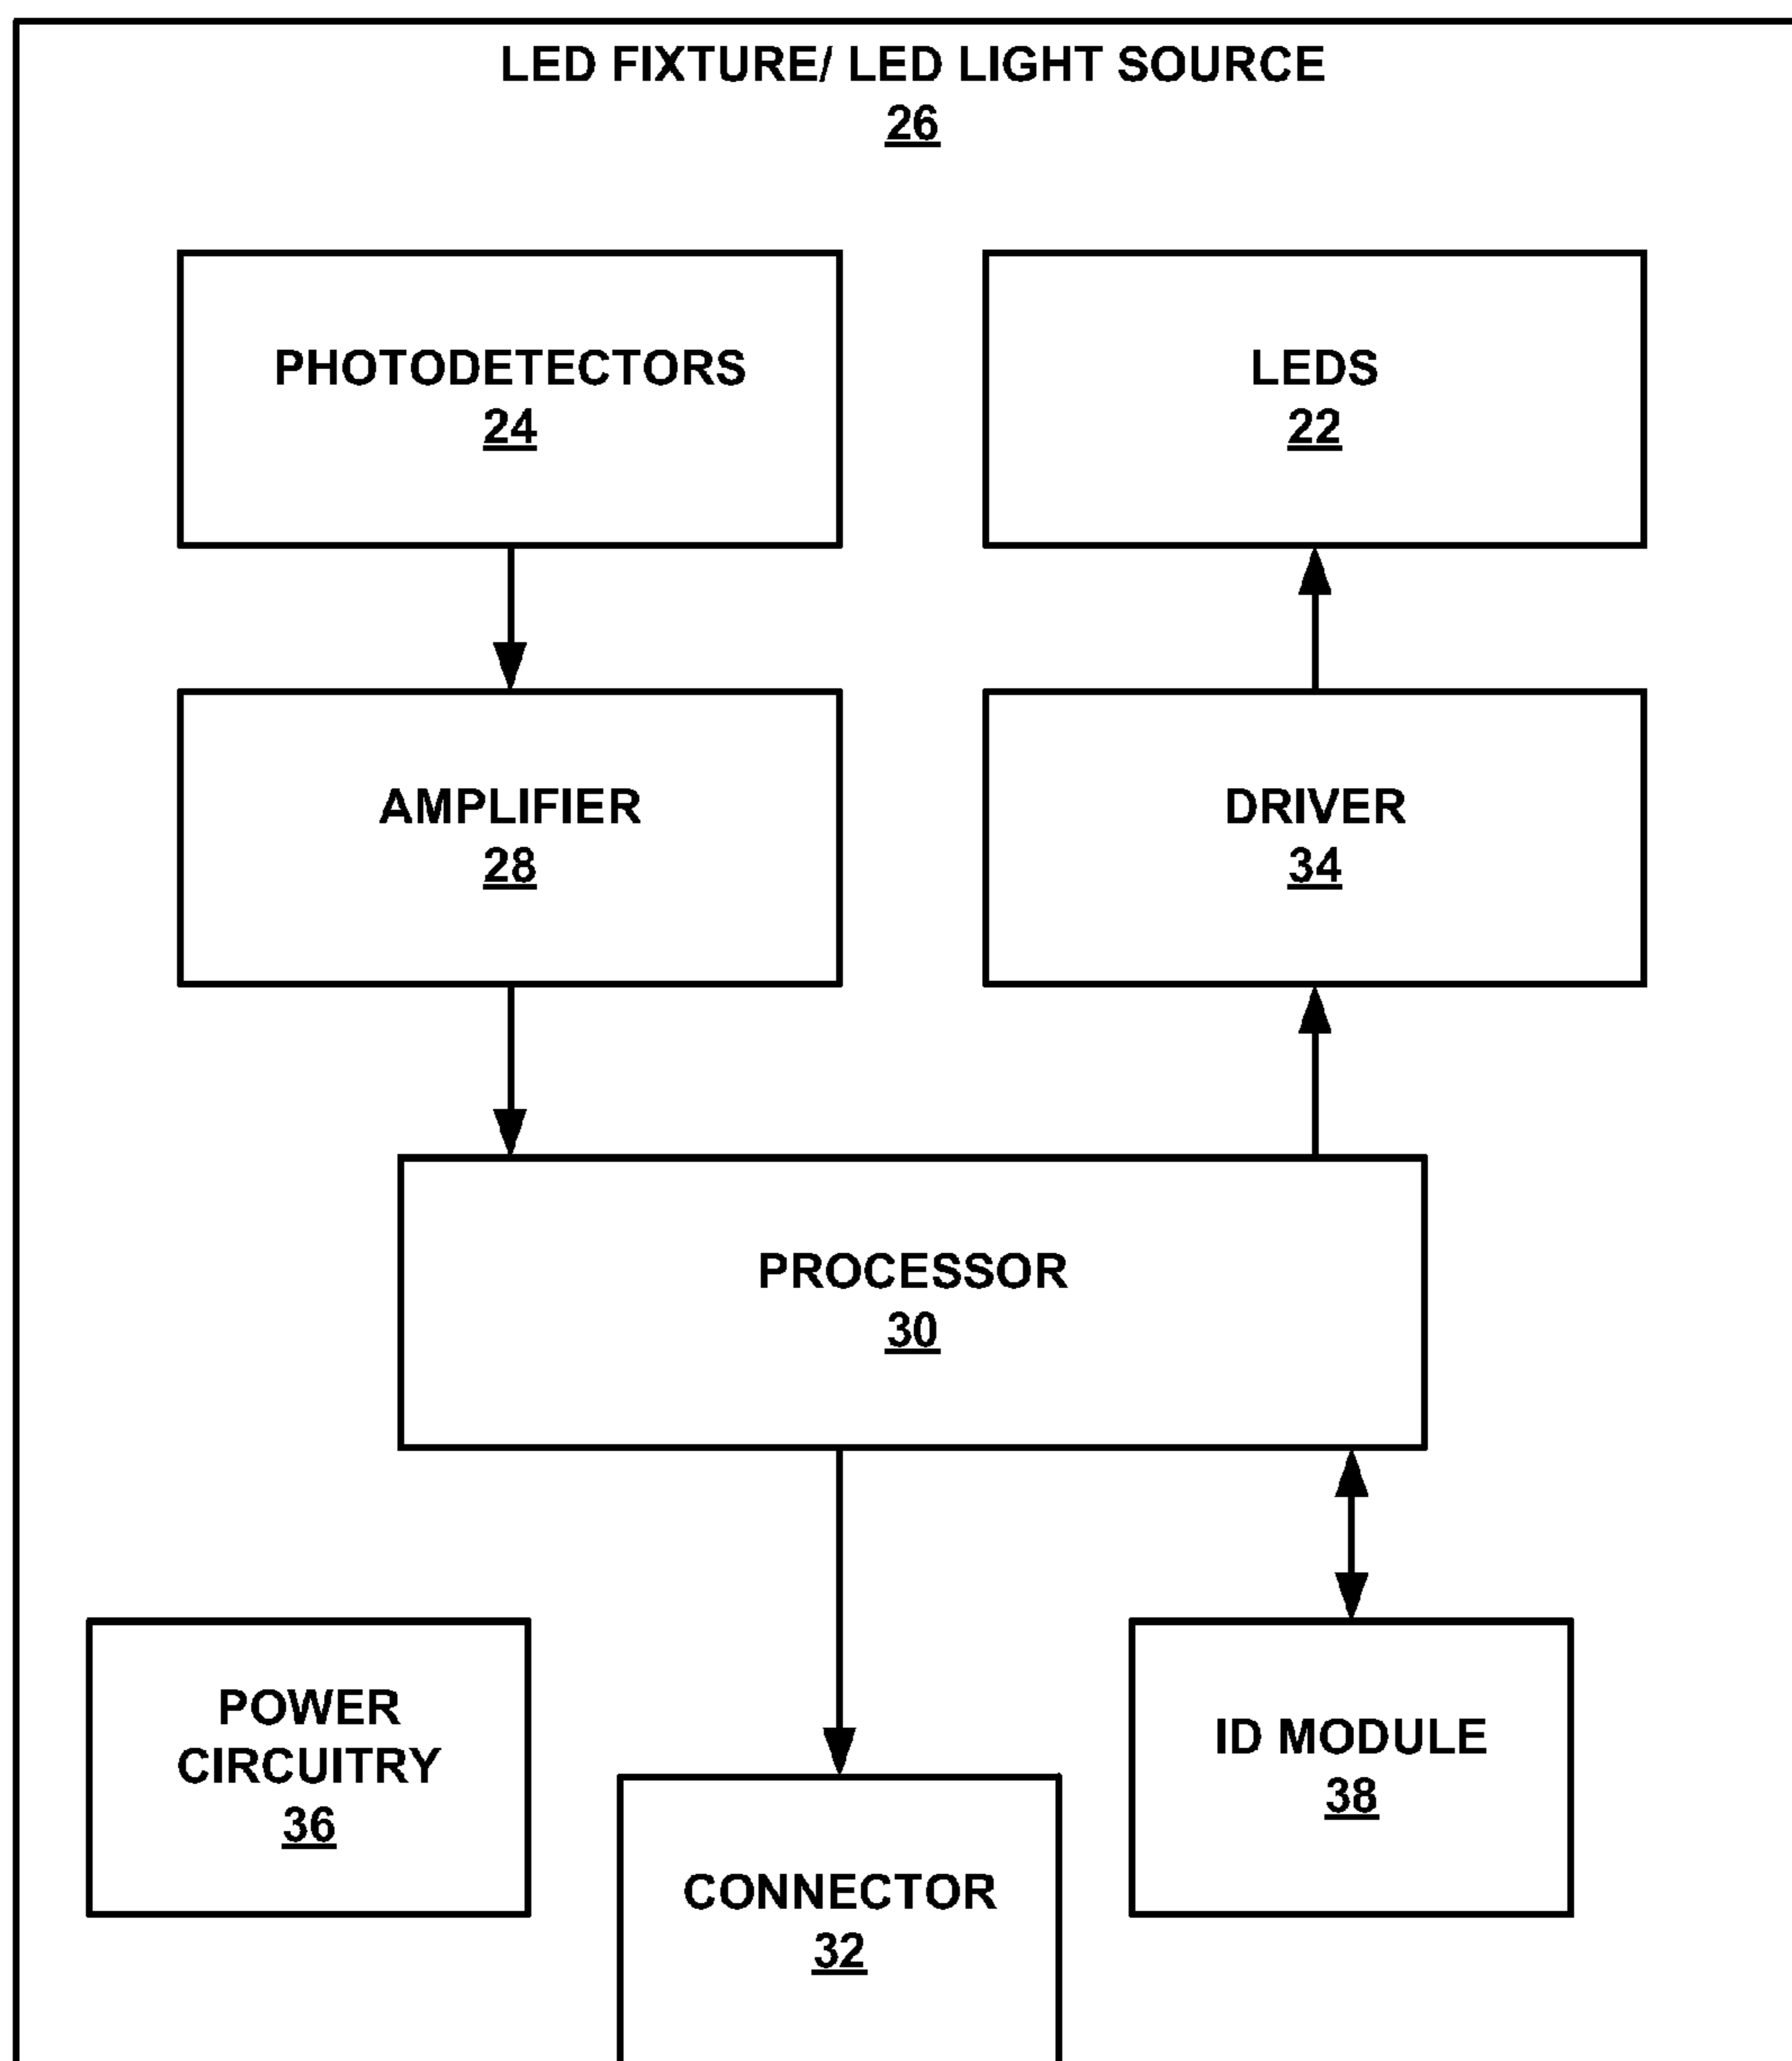 LED FIXTURE/ LED LIGHT SOURCE
26
PHOTODETECTORS
24
LEDS
22
AMPLIFIER
28
DRIVER
34
PROCESSOR
30
POWER
CIRCUITRY
36
CONNECTOR
32
ID MODULE
38